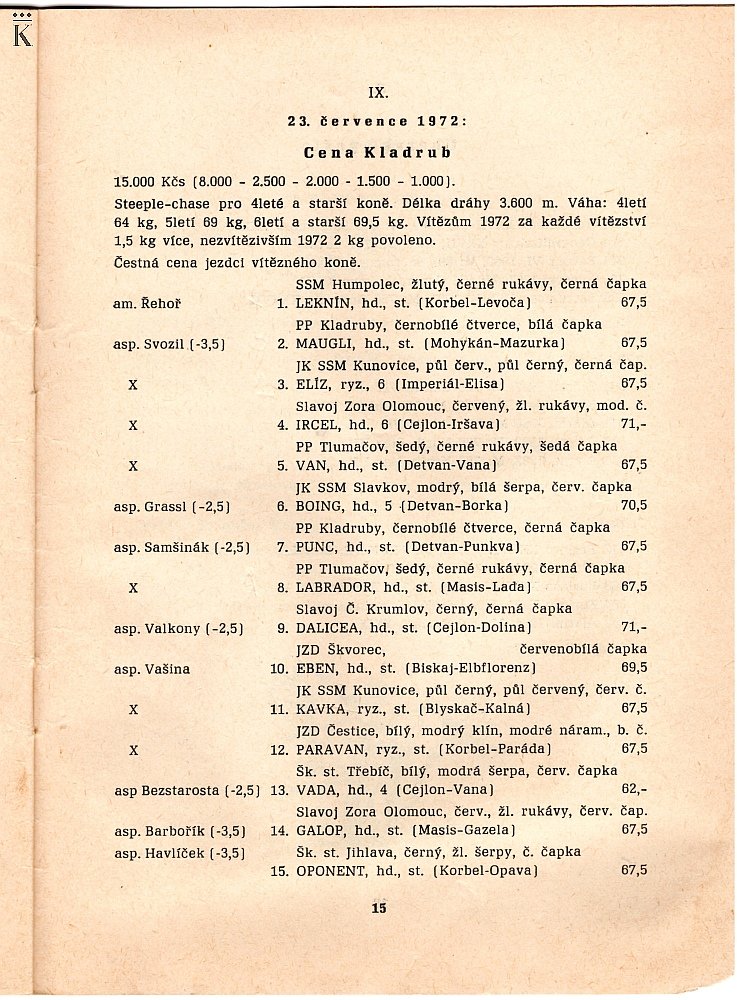 K
IX.
23. července 1972:
Cena Kladrub
15.000 Kčs (8.000 - 2.500 - 2.000 - 1.500 - 1.000).
Steeple-chase pro 4leté a starší koně. Délka dráhy 3.600 m. Váha: 4letí
64 kg, 5letí 69 kg, 6letí a starší 69,5 kg. Vítězům 1972 za každé vítězství
1,5 kg více, nezvítězivším 1972 2 kg povoleno.
Čestná cena jezdci vítězného koně.
SSM Humpolec, žlutý, černé rukávy, černá čapka
am. Řehoř 1. LEKNÍN, hd., st. (Korbel-Levoča) 67,5
PP Kladruby, černobílé čtverce, bílá čapka
asp. Svozil (-3,5) 2. MAUGLI, hd., st. (Mohykán-Mazurka) 67,5
JK SSM Kunovice, půl červ., půl černý, černá čap.
X 3. ELÍZ, ryz., 6 (Imperiál-Elisa) 67,5
Slavoj Zora Olomouc, červený, žl. rukávy, mod. č.
X 4. IRCEL, hd., 6 (Cejlon-Iršava) 71,-
PP Tlumačov, šedý, černé rukávy, šedá čapka
X 5. VAN, hd., st. (Detvan-Vana) 67,5
JK SSM Slavkov, modrý, bílá šerpa, červ. čapka
asp. Grassl (-2,5) 6. BOING, hd., 5 (Detvan-Borka) 70,5
PP Kladruby, černobílé čtverce, černá čapka
asp. Samšinák (-2,5) 7. PUNC, hd., st. (Detvan-Punkva) 67,5
PP Tlumačov, šedý, černé rukávy, černá čapka
X 8. LABRADOR, hd., st. (Masis-Lada) 67,5
Slavoj Č. Krumlov, černý, černá čapka
asp. Valkony (-2,5) 9. DALICEA, hd., st. (Cejlon-Dolina) 71,-
JZD Škvorec, červenobílá čapka
asp. Vašina 10. EBEN, hd., st. (Biskaj-Elbflorenz) 69,5
JK SSM Kunovice, půl černý, půl červený, červ. č.
X 11. KAVKA, ryz., st. (Blyskač-Kalná) 67,5
JZD Čestice, bílý, modrý klín, modré náram., b. č.
X 12. PARAVAN, ryz., st. (Korbel-Paráda) 67,5
Šk. st. Třebíč, bílý, modrá šerpa, červ. čapka
asp Bezstarosta (-2,5) 13. VADA, hd., 4 (Cejlon-Vana) 62,-
Slavoj Zora Olomouc, červ., žl. rukávy, červ. čap.
asp. Barbořík (-3,5) 14. GALOP, hd., st. (Masis-Gazela) 67,5
asp. Havlíček (-3,5) Šk. st. Jihlava, černý, žl. šerpy, č. čapka
15. OPONENT, hd., st. (Korbel-Opava) 67,5
15